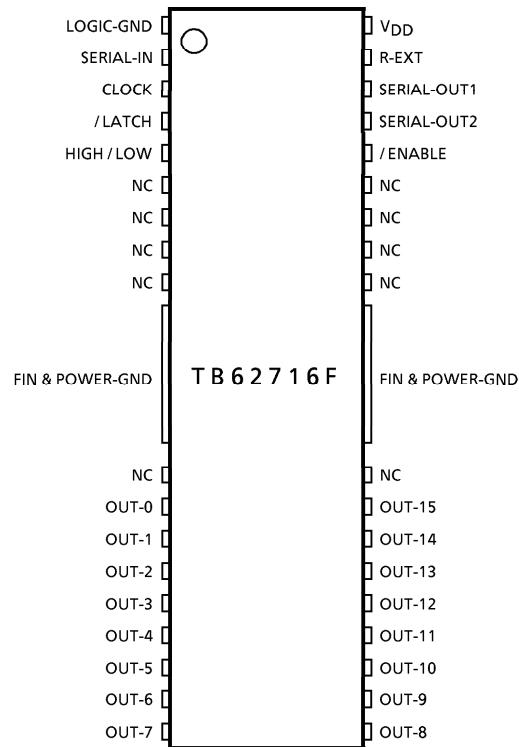 LOGIC-GND VDD
SERIAL-IN R-EXT
CLOCK SERIAL-OUT1
/LATCH SERIAL-OUT2
HIGH/LOW /ENABLE
NC NC
NC NC
NC NC
NC NC
FIN & POWER-GND TB62716F FIN & POWER-GND
NC NC
OUT-0 OUT-15
OUT-1 OUT-14
OUT-2 OUT-13
OUT-3 OUT-12
OUT-4 OUT-11
OUT-5 OUT-10
OUT-6 OUT-9
OUT-7 OUT-8